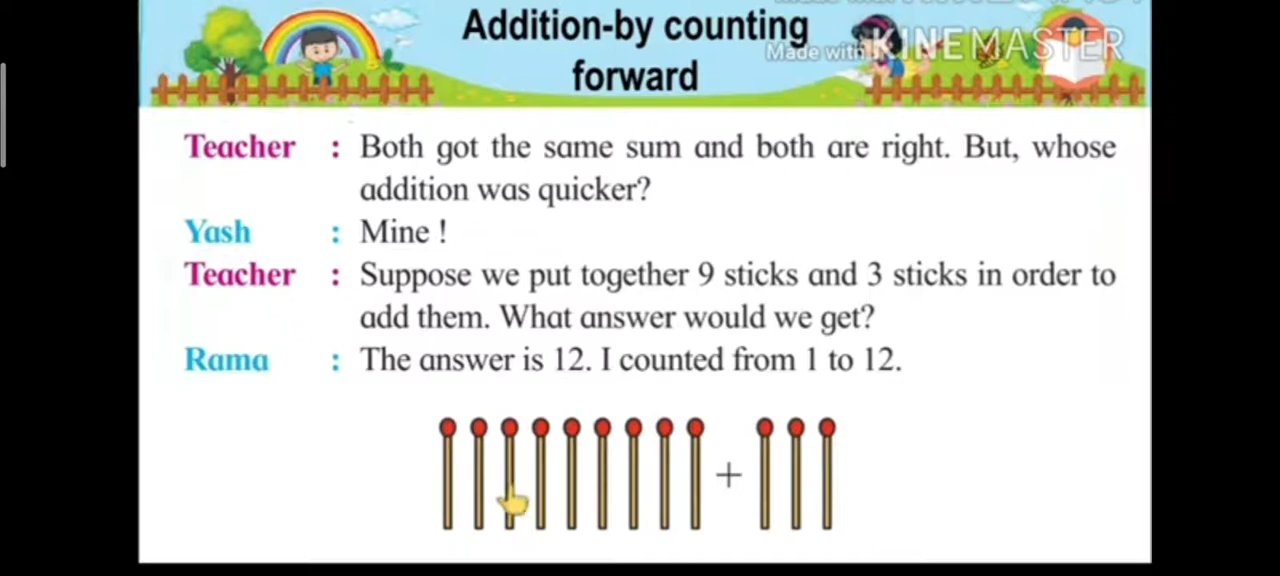 Addition-by counting
Made with KINEMASTER
forward
Teacher : Both got the same sum and both are right. But, whose
addition was quicker?
Yash : Mine !
Teacher : Suppose we put together 9 sticks and 3 sticks in order to
add them. What answer would we get?
Rama : The answer is 12. I counted from 1 to 12.
+